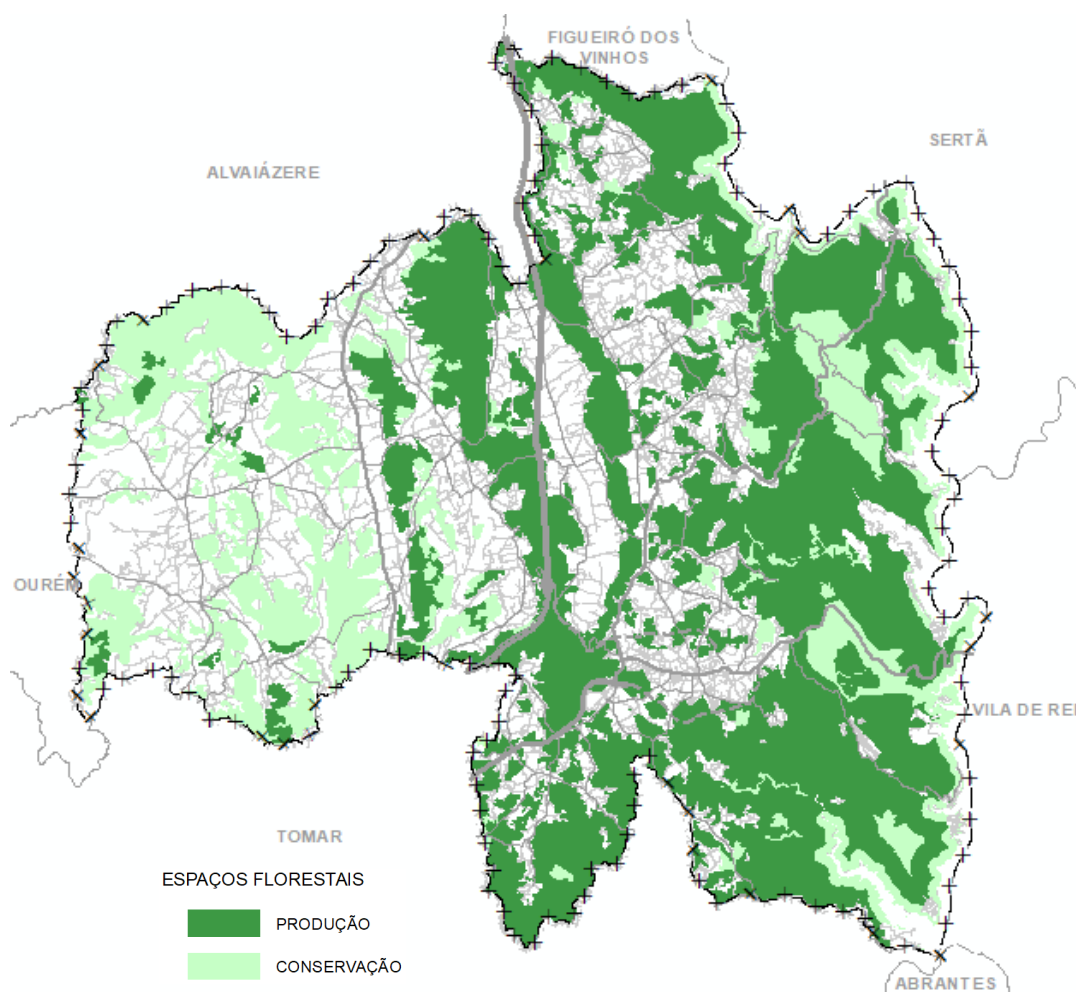 FIGUEIRÓ DOS
VINHOS
SERTÃ
ALVAIÁZERE
OURÉM
VILA DE REI
TOMAR
ESPAÇOS FLORESTAIS
PRODUÇÃO
CONSERVAÇÃO
ABRANTES